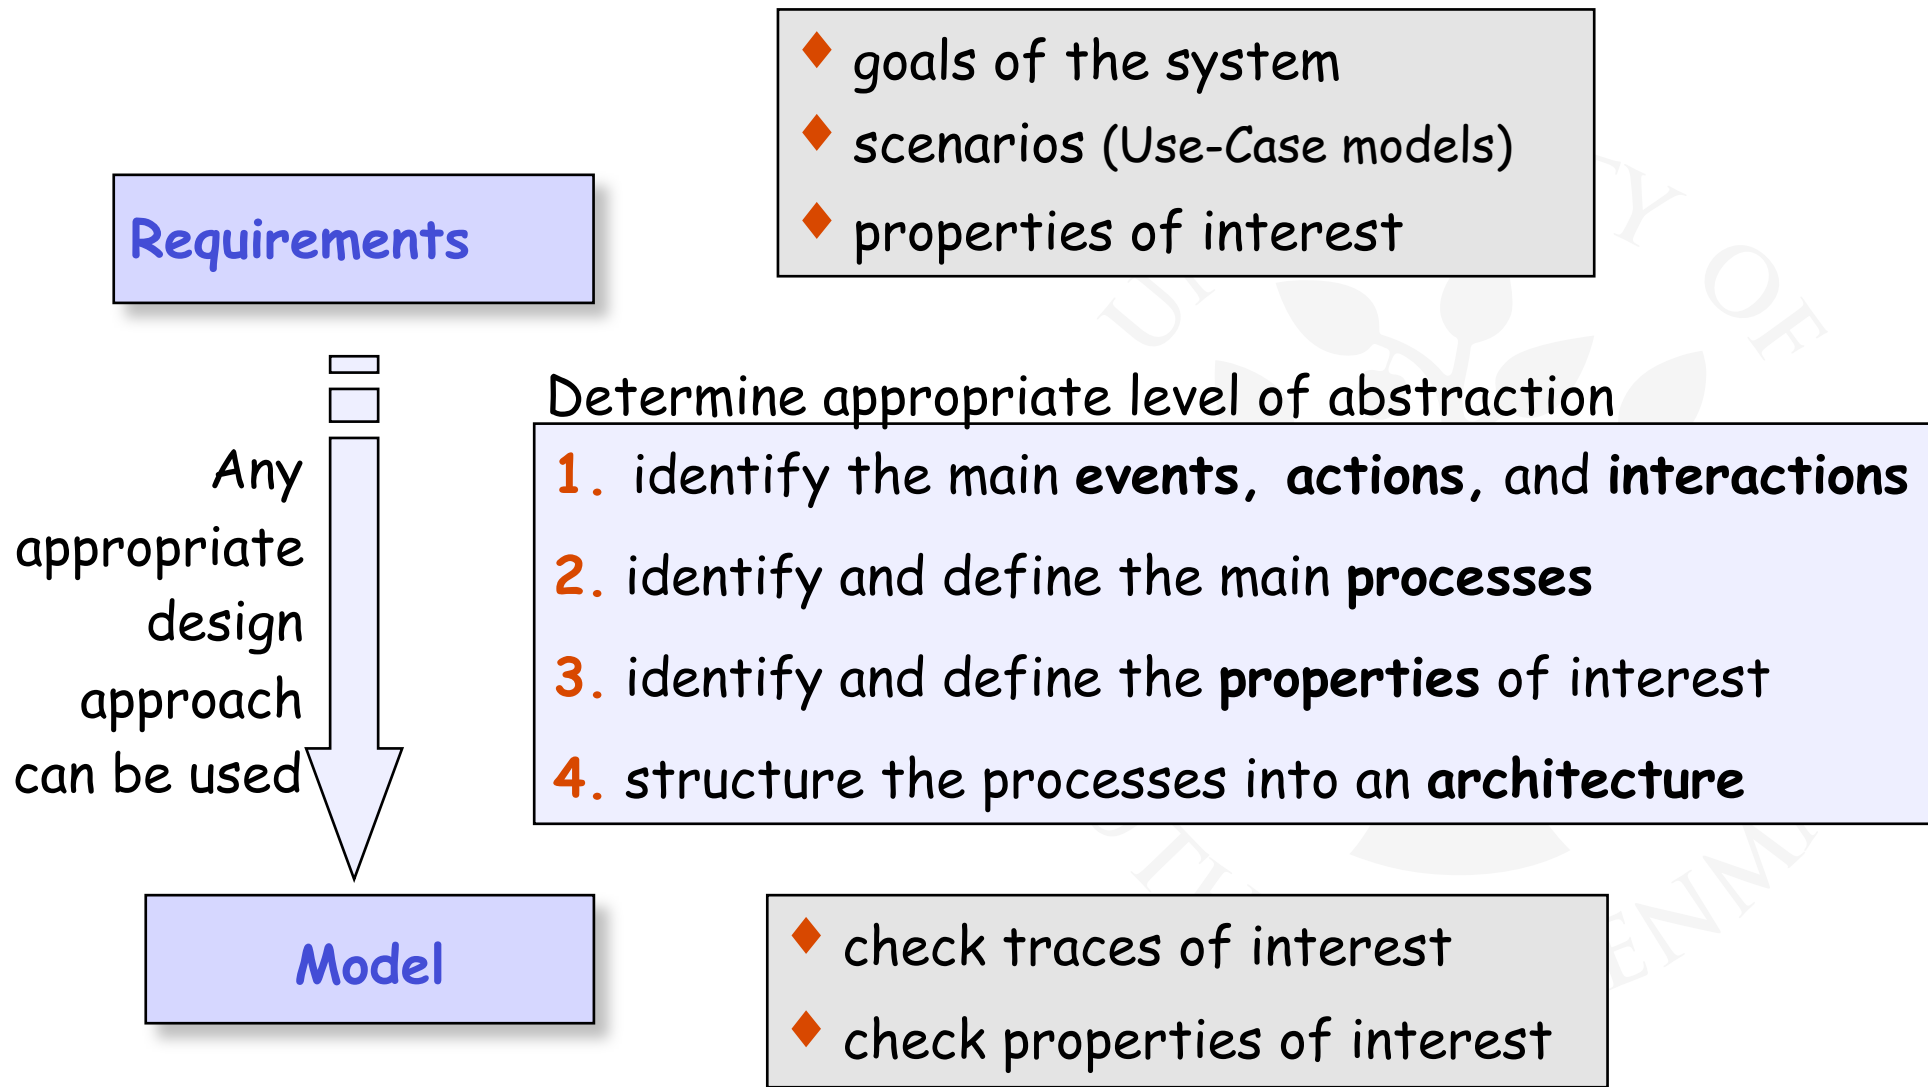 goals of the system
scenarios (Use-Case models)
properties of interest
Requirements
Determine appropriate level of abstraction
Any
appropriate
design
approach
can be used
1. identify the main events, actions, and interactions
2. identify and define the main processes
3. identify and define the properties of interest
4. structure the processes into an architecture
Model
check traces of interest
check properties of interest
OF